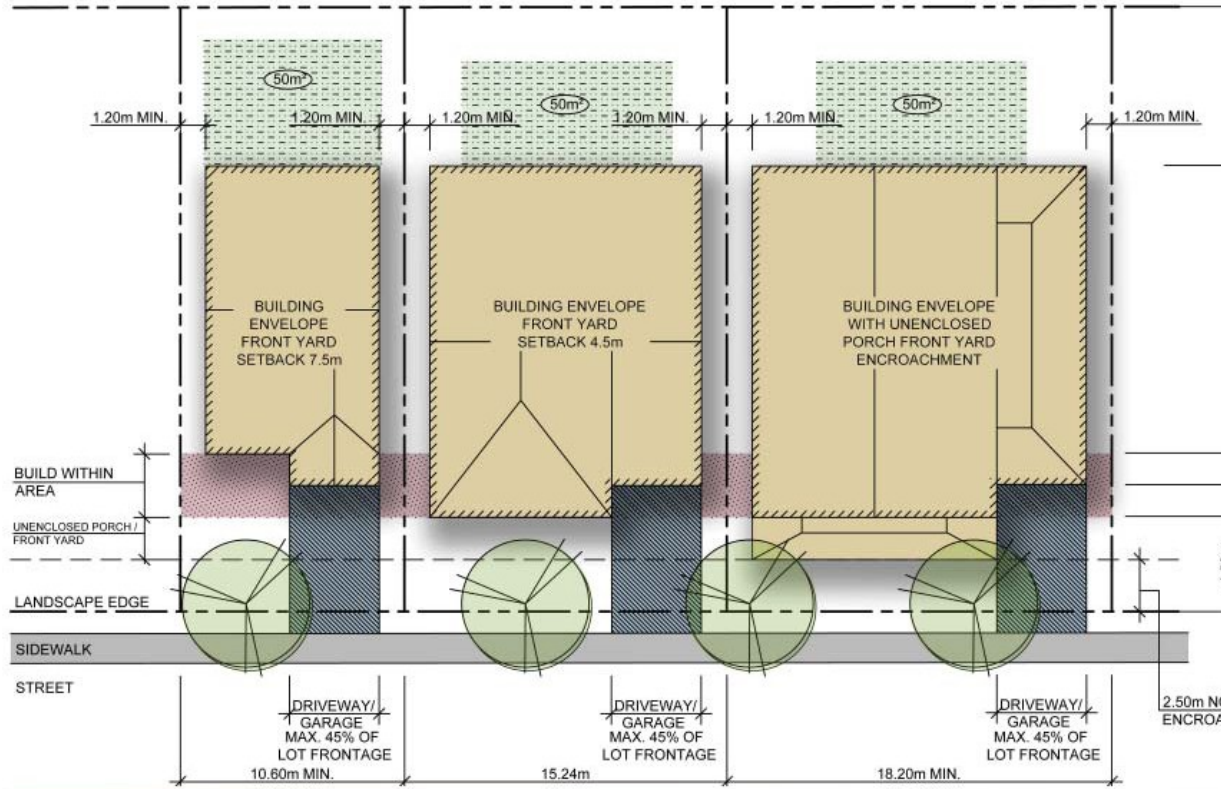 50m²
50m²
50m²
1.20m MIN.
1.20m MIN.
1.20m MIN.
1.20m MIN.
1.20m MIN.
1.20m MIN.
BUILDING
ENVELOPE
FRONT YARD
SETBACK 7.5m
BUILDING ENVELOPE
FRONT YARD
SETBACK 4.5m
BUILDING ENVELOPE
WITH UNENCLOSED
PORCH FRONT YARD
ENCROACHMENT
BUILD WITHIN
AREA
UNENCLOSED PORCH /
FRONT YARD
LANDSCAPE EDGE
SIDEWALK
STREET
DRIVEWAY/
GARAGE
MAX. 45% OF
LOT FRONTAGE
DRIVEWAY/
GARAGE
MAX. 45% OF
LOT FRONTAGE
DRIVEWAY/
GARAGE
MAX. 45% OF
LOT FRONTAGE
2.50m
10.60m MIN.
15.24m
18.20m MIN.